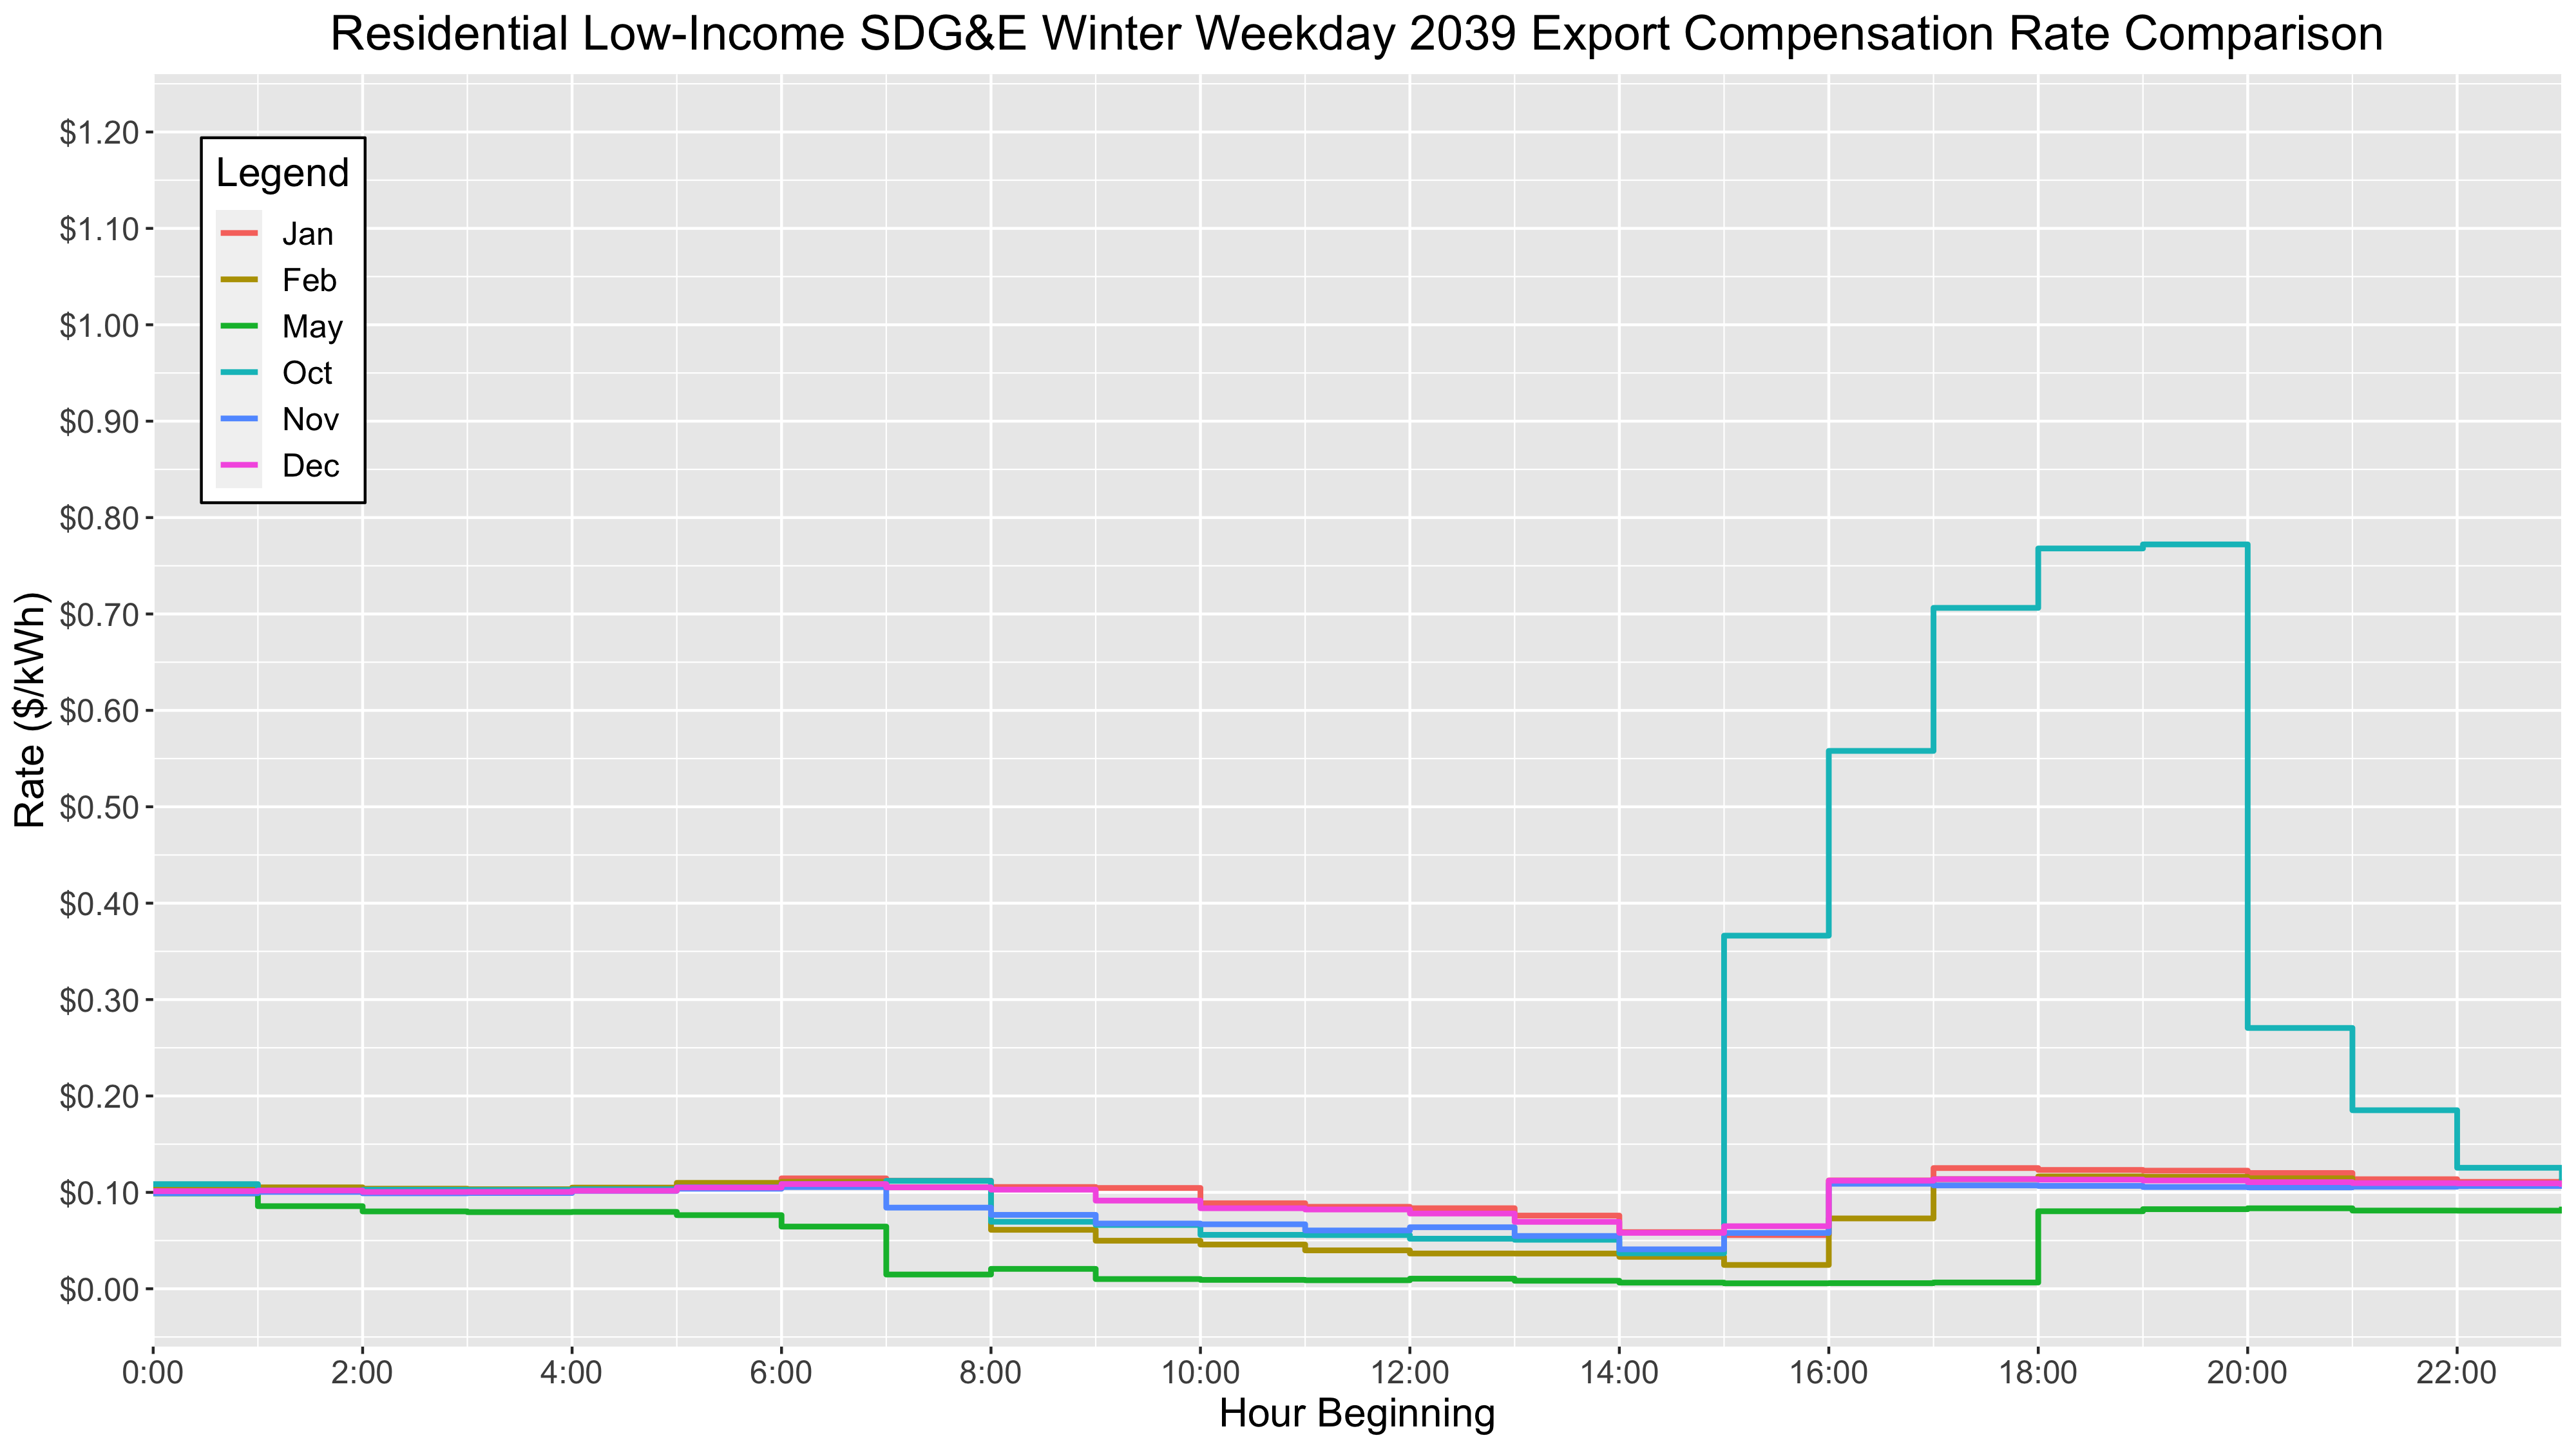 Residential Low-Income SDG&E Winter Weekday 2039 Export Compensation Rate Comparison
$1.20
$1.10
$1.00
$0.90
$0.80
$0.70
$0.60
$0.50
$0.40
$0.30
$0.20
$0.10
$0.00
Rate ($/kWh)
Legend
Jan
Feb
May
Oct
Nov
Dec
0:00 2:00 4:00 6:00 8:00 10:00 12:00 14:00 16:00 18:00 20:00 22:00
Hour Beginning